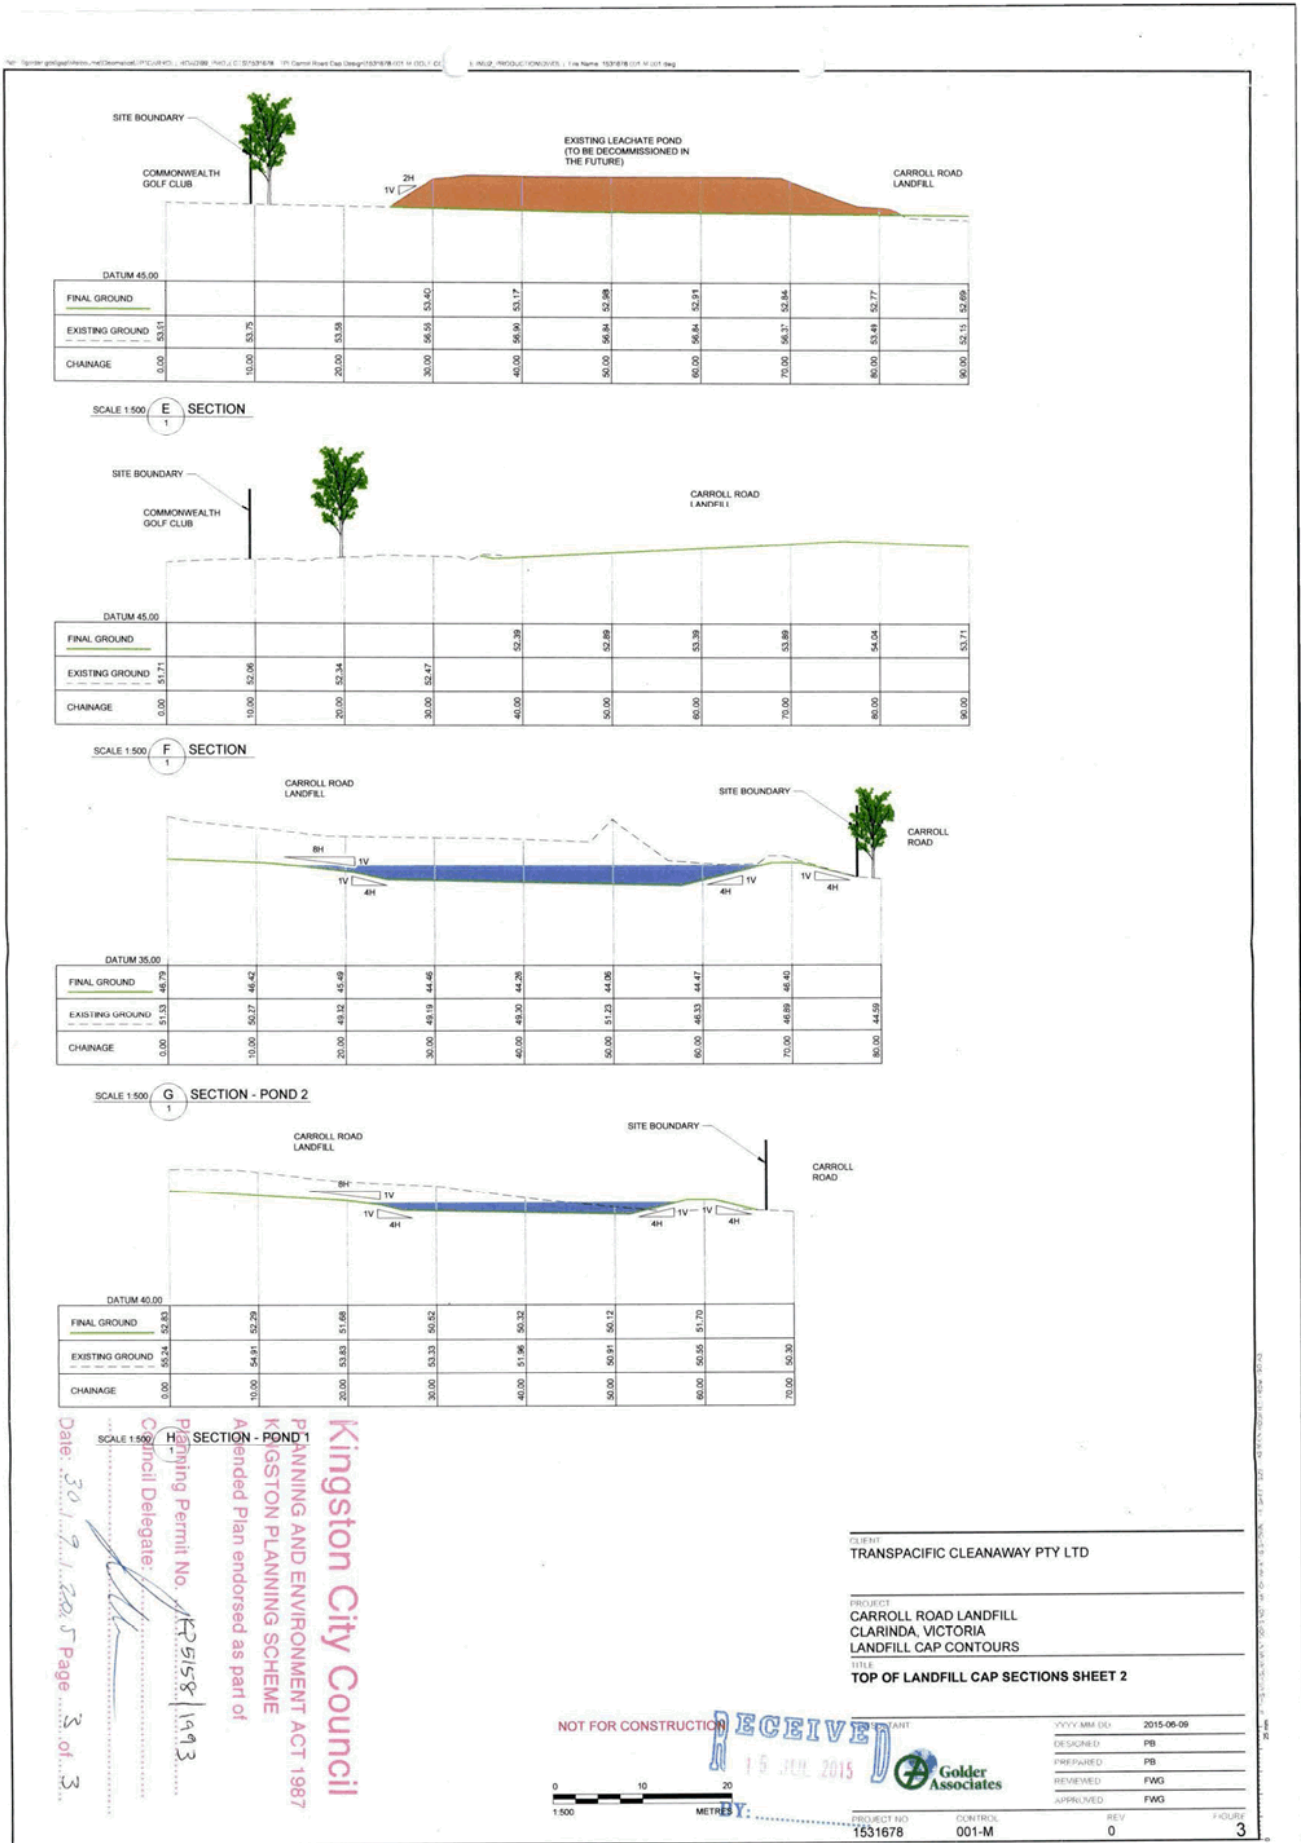 SITE BOUNDARY
COMMONWEALTH
GOLF CLUB
2H
1V
EXISTING LEACHATE POND
(TO BE DECOMMISSIONED IN
THE FUTURE)
CARROLL ROAD
LANDFILL
DATUM 45.00
FINAL GROUND 53.40 53.17 52.98 52.91 52.84 52.77 52.69
EXISTING GROUND 53.91 53.75 53.58 56.56 56.90 56.84 56.84 56.37 53.49 52.15
CHAINAGE 0.00 10.00 20.00 30.00 40.00 50.00 60.00 70.00 80.00 90.00
SCALE 1:500 E 1 SECTION
SITE BOUNDARY
COMMONWEALTH
GOLF CLUB
CARROLL ROAD
LANDFILL
DATUM 45.00
FINAL GROUND 52.39 52.89 53.39 53.89 54.04 53.71
EXISTING GROUND 51.71 52.06 52.34 52.47
CHAINAGE 0.00 10.00 20.00 30.00 40.00 50.00 60.00 70.00 80.00 90.00
SCALE 1:500 F 1 SECTION
CARROLL ROAD
LANDFILL
SITE BOUNDARY
CARROLL
ROAD
8H
1V
1V
4H
4H
1V
1V
4H
DATUM 35.00
FINAL GROUND 46.79 46.42 45.49 44.46 44.26 44.06 44.47 46.40
EXISTING GROUND 51.53 50.27 49.32 49.19 49.30 51.23 46.33 46.89 44.59
CHAINAGE 0.00 10.00 20.00 30.00 40.00 50.00 60.00 70.00 80.00
SCALE 1:500 G 1 SECTION - POND 2
CARROLL ROAD
LANDFILL
SITE BOUNDARY
CARROLL
ROAD
8H
1V
1V
4H
4H
1V
1V
4H
DATUM 40.00
FINAL GROUND 52.83 52.29 51.68 50.52 50.32 50.12 51.70
EXISTING GROUND 55.24 54.91 53.83 53.33 51.96 50.91 50.55 50.30
CHAINAGE 0.00 10.00 20.00 30.00 40.00 50.00 60.00 70.00
SCALE 1:500 H 1 SECTION - POND 1
Kingston City Council
PLANNING AND ENVIRONMENT ACT 1987
KINGSTON PLANNING SCHEME
Amended Plan endorsed as part of
Planning Permit No. KP5158/1993
Council Delegate:
Date: 30/9/2015 Page 3 of 3
NOT FOR CONSTRUCTION
0 10 20
1:500 METRES
RECEIVED
15 JUL 2015
BY:
CLIENT
TRANSPACIFIC CLEANAWAY PTY LTD
PROJECT
CARROLL ROAD LANDFILL
CLARINDA, VICTORIA
LANDFILL CAP CONTOURS
TITLE
TOP OF LANDFILL CAP SECTIONS SHEET 2
Golder
Associates
YYYY-MM-DD 2015-06-09
DESIGNED PB
PREPARED PB
REVIEWED FWG
APPROVED FWG
PROJECT NO CONTROL REV FIGURE
1531678 001-M 0 3
25 mm